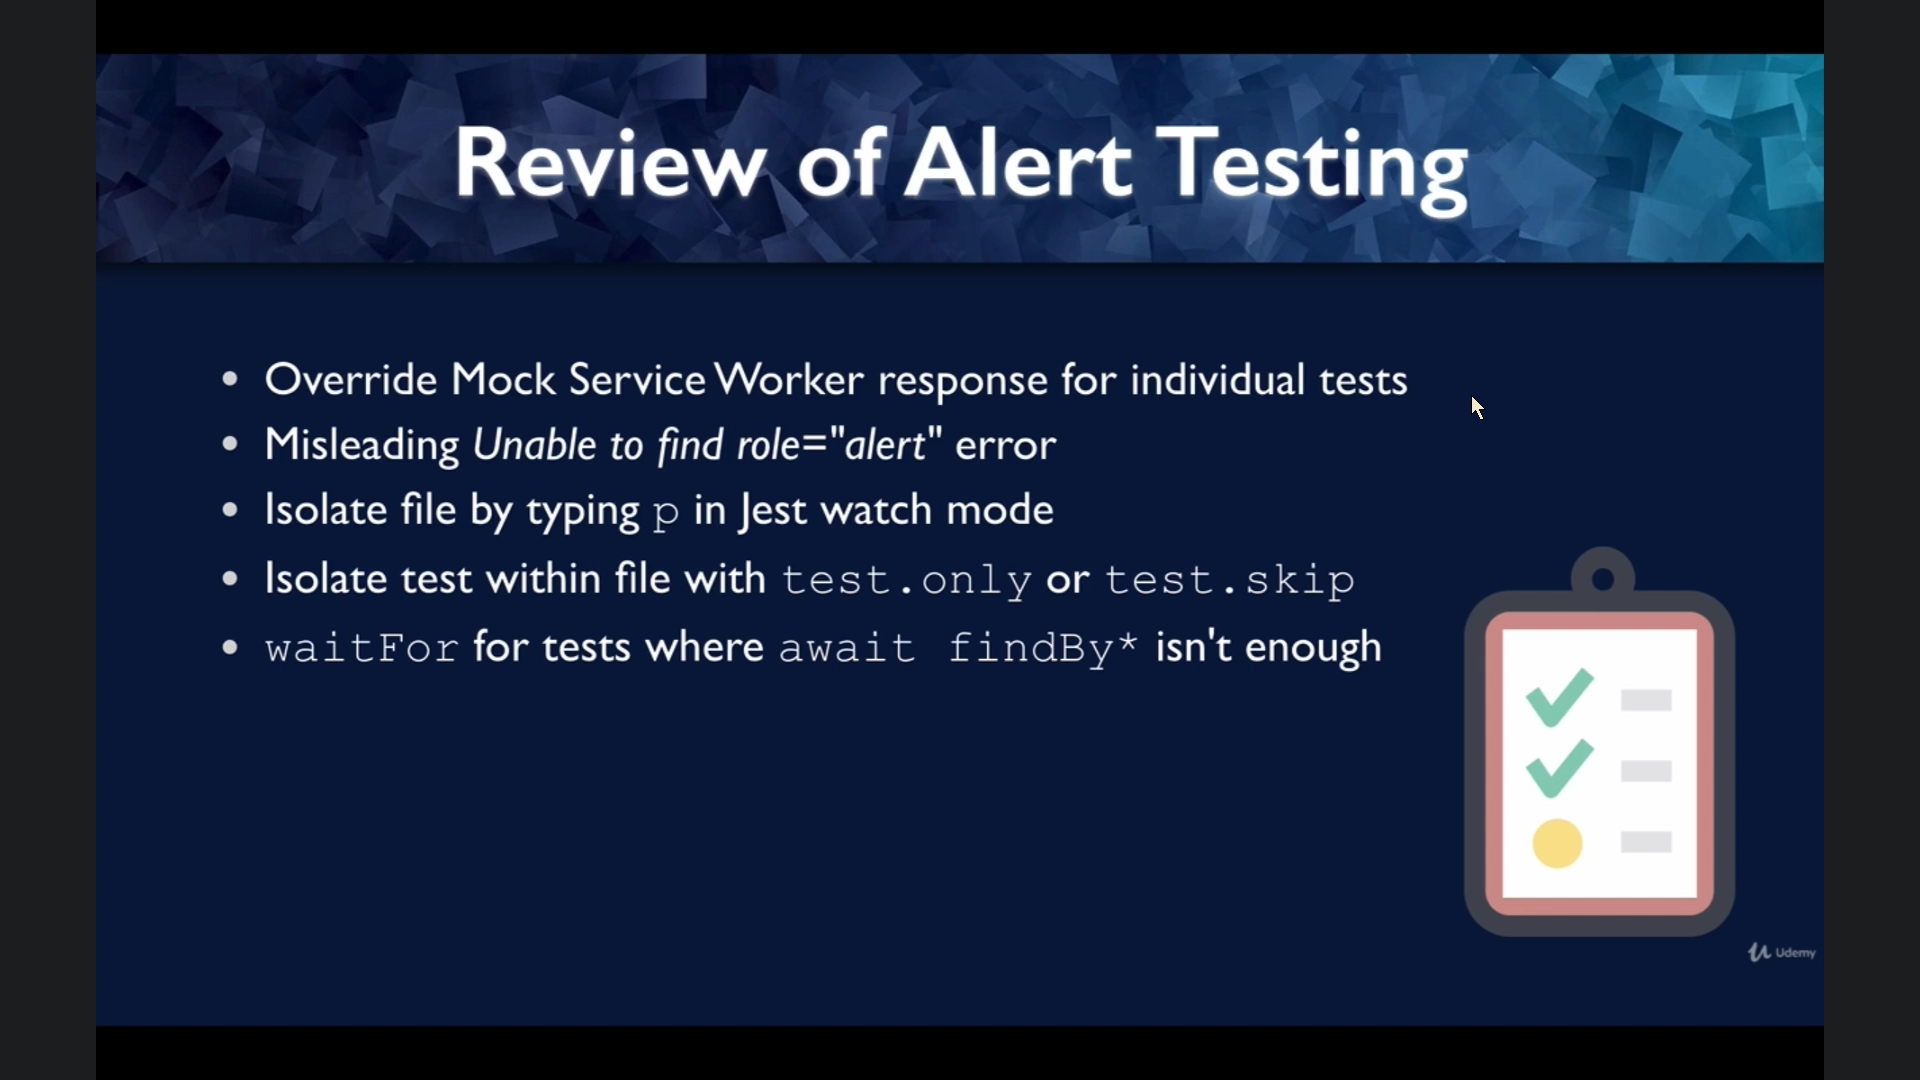 Review of Alert Testing
• Override Mock Service Worker response for individual tests
• Misleading Unable to find role="alert" error
• Isolate file by typing p in Jest watch mode
• Isolate test within file with test.only or test.skip
• waitFor for tests where await findBy* isn't enough
Udemy